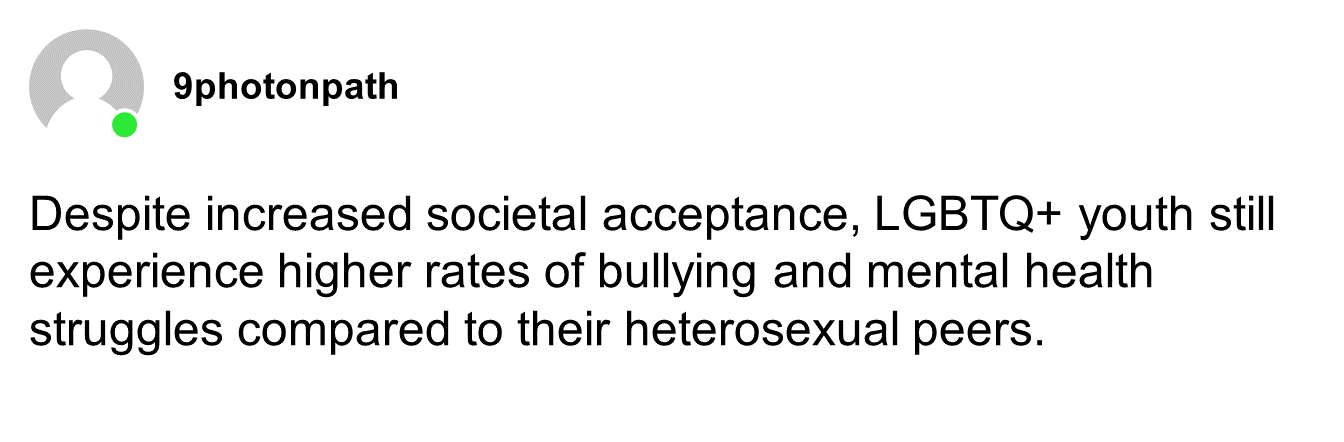 9photonpath
Despite increased societal acceptance, LGBTQ+ youth still
experience higher rates of bullying and mental health
struggles compared to their heterosexual peers.